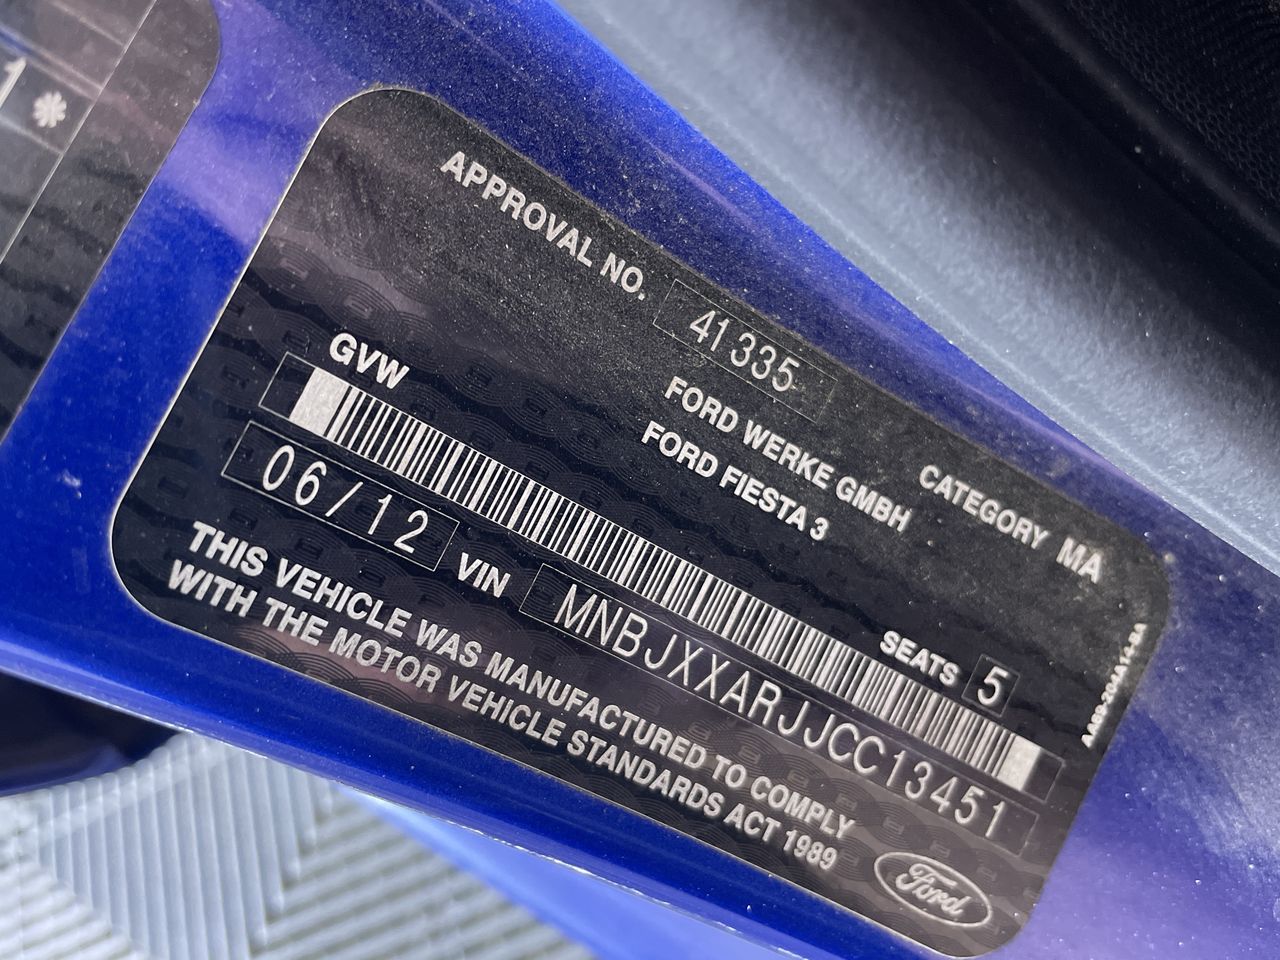 1*
APPROVAL NO. 41335 CATEGORY MA
FORD WERKE GMBH
FORD FIESTA 3
GVW SEATS 5
06/12 VIN MNBJXXARJJCC13451
THIS VEHICLE WAS MANUFACTURED TO COMPLY
WITH THE MOTOR VEHICLE STANDARDS ACT 1989
Ford